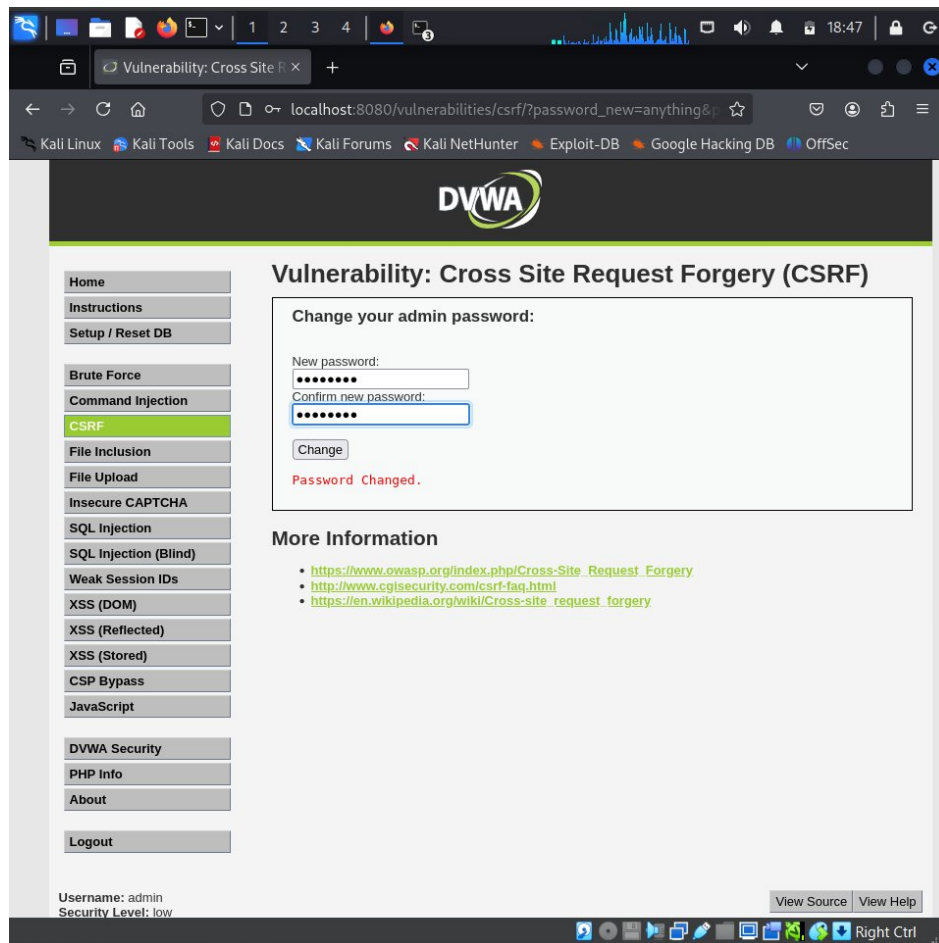 1 2 3 4 3 18:47
Vulnerability: Cross Site R
localhost:8080/vulnerabilities/csrf/?password_new=anything&p
Kali Linux Kali Tools Kali Docs Kali Forums Kali NetHunter Exploit-DB Google Hacking DB OffSec
DVWA
Home
Instructions
Setup / Reset DB
Brute Force
Command Injection
CSRF
File Inclusion
File Upload
Insecure CAPTCHA
SQL Injection
SQL Injection (Blind)
Weak Session IDs
XSS (DOM)
XSS (Reflected)
XSS (Stored)
CSP Bypass
JavaScript
DVWA Security
PHP Info
About
Logout
Vulnerability: Cross Site Request Forgery (CSRF)
Change your admin password:
New password:
••••••••
Confirm new password:
••••••••
Change
Password Changed.
More Information
• https://www.owasp.org/index.php/Cross-Site_Request_Forgery
• http://www.cgisecurity.com/csrf-faq.html
• https://en.wikipedia.org/wiki/Cross-site_request_forgery
Username: admin
Security Level: low
View Source View Help
Right Ctrl